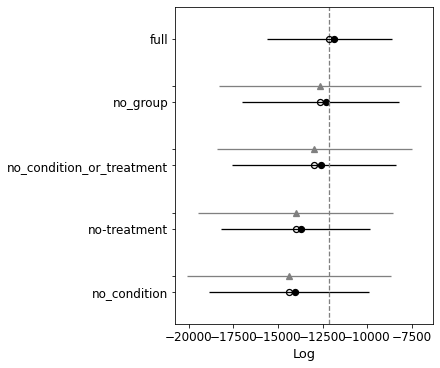 full
no_group
no_condition_or_treatment
no-treatment
no_condition
−20000 −17500 −15000 −12500 −10000 −7500
Log